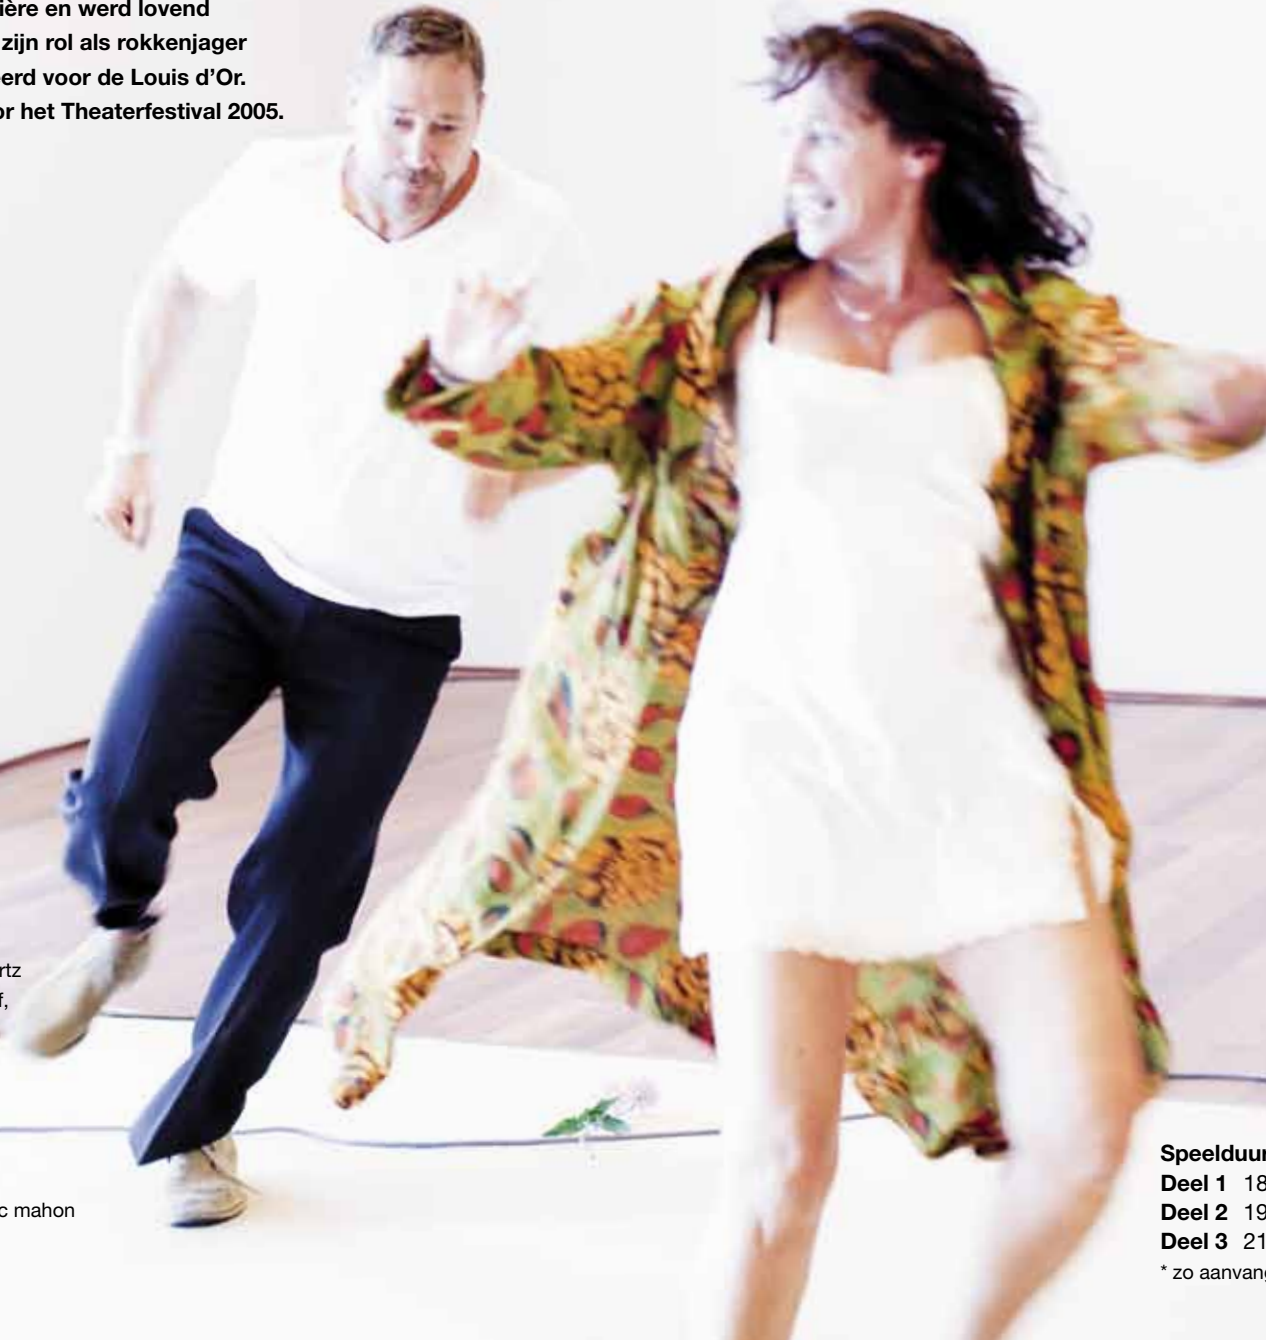 ière en werd lovend
zijn rol als rokkenjager
erd voor de Louis d’Or.
or het Theaterfestival 2005.
rtz
f,
c mahon
Speelduur
Deel 1 18
Deel 2 19
Deel 3 21
* zo aanvang